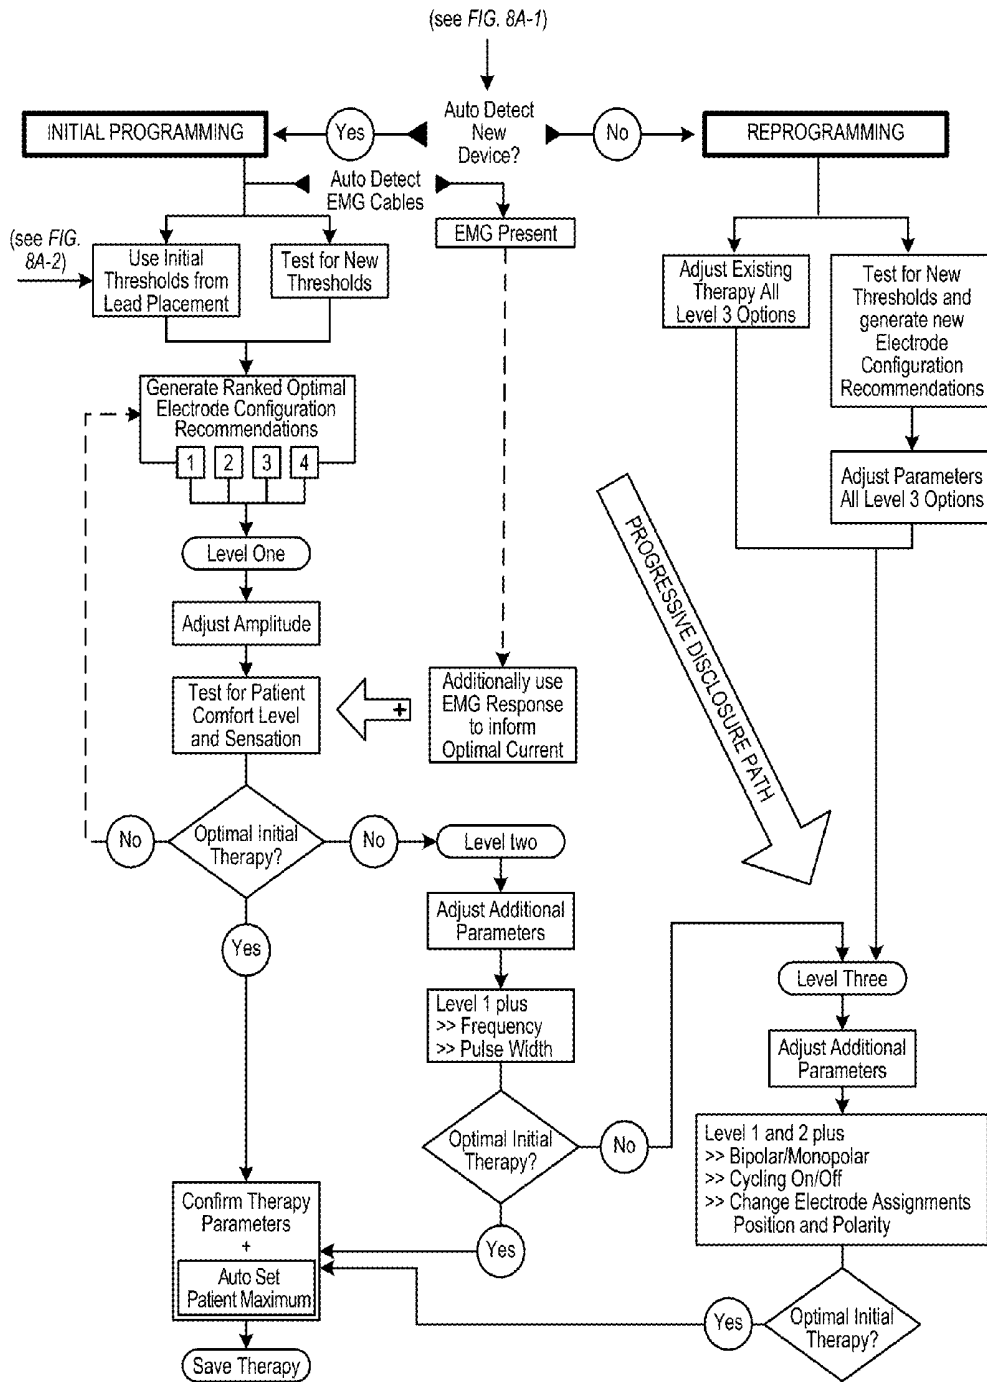 (see FIG. 8A-1)
Auto Detect
New
Device?
Yes
No
INITIAL PROGRAMMING
REPROGRAMMING
Auto Detect
EMG Cables
EMG Present
(see FIG.
8A-2)
Use Initial
Thresholds from
Lead Placement
Test for New
Thresholds
Adjust Existing
Therapy All
Level 3 Options
Test for New
Thresholds and
generate new
Electrode
Configuration
Recommendations
Generate Ranked Optimal
Electrode Configuration
Recommendations
1 2 3 4
Adjust Parameters
All Level 3 Options
Level One
Adjust Amplitude
Test for Patient
Comfort Level
and Sensation
+
Additionally use
EMG Response
to inform
Optimal Current
PROGRESSIVE DISCLOSURE PATH
No
Optimal Initial
Therapy?
No
Yes
Level two
Adjust Additional
Parameters
Level 1 plus
>> Frequency
>> Pulse Width
Optimal Initial
Therapy?
No
Yes
Level Three
Adjust Additional
Parameters
Level 1 and 2 plus
>> Bipolar/Monopolar
>> Cycling On/Off
>> Change Electrode Assignments
Position and Polarity
Optimal Initial
Therapy?
Yes
Confirm Therapy
Parameters
+
Auto Set
Patient Maximum
Save Therapy